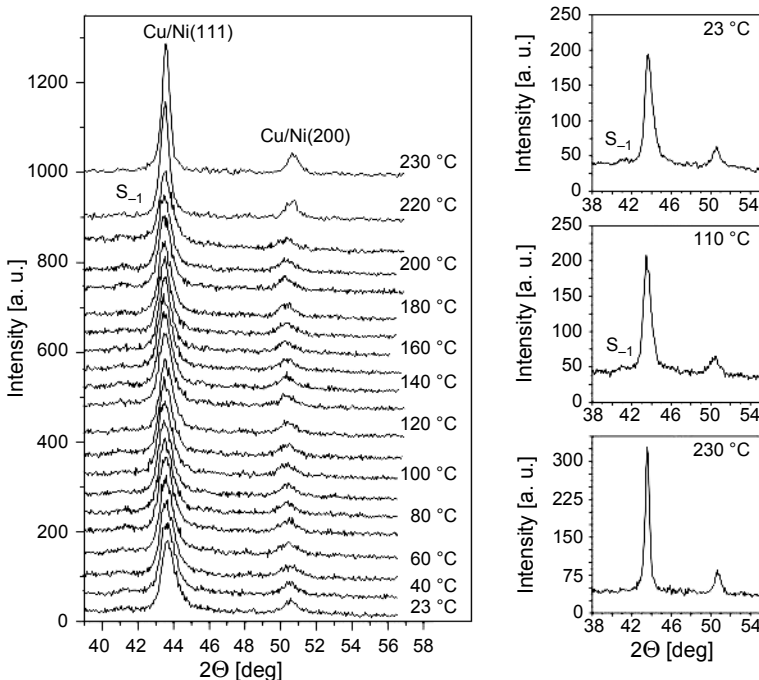 Cu/Ni(111)
Cu/Ni(200)
S–1
Intensity [a. u.]
1200
1000
800
600
400
200
0
230 °C
220 °C
200 °C
180 °C
160 °C
140 °C
120 °C
100 °C
80 °C
60 °C
40 °C
23 °C
40 42 44 46 48 50 52 54 56 58
2Θ [deg]
23 °C
Intensity [a. u.]
250
200
150
100
50
0
S–1
38 42 46 50 54
110 °C
Intensity [a. u.]
250
200
150
100
50
0
S–1
38 42 46 50 54
230 °C
Intensity [a. u.]
300
225
150
75
38 42 46 50 54
2Θ [deg]